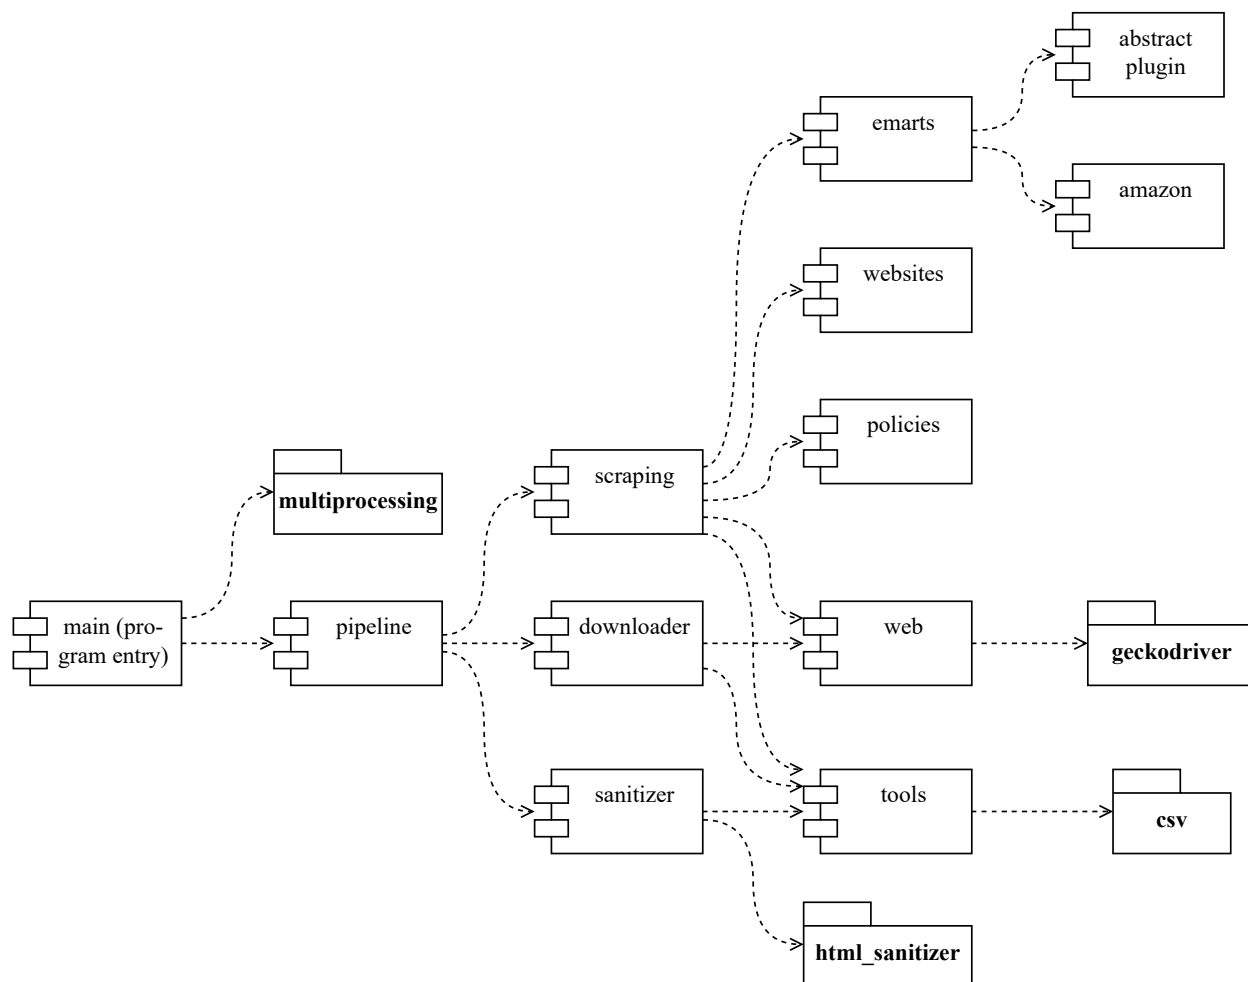 abstract
plugin
emarts
amazon
websites
policies
scraping
multiprocessing
main (pro-
gram entry)
pipeline
downloader
web
geckodriver
sanitizer
tools
csv
html_sanitizer